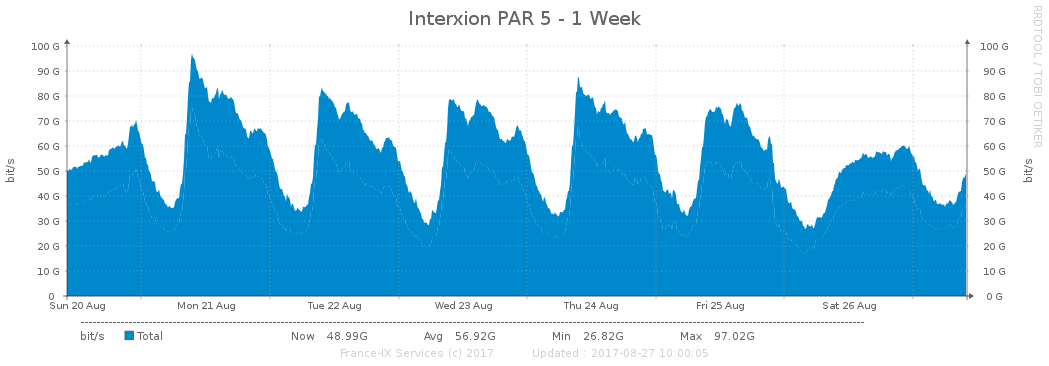 Interxion PAR 5 - 1 Week
RRDTOOL / TOBI OETIKER
bit/s
100 G 100 G
90 G 90 G
80 G 80 G
70 G 70 G
60 G 60 G
50 G 50 G
40 G 40 G
30 G 30 G
20 G 20 G
10 G 10 G
0 0 G
bit/s
Sun 20 Aug Mon 21 Aug Tue 22 Aug Wed 23 Aug Thu 24 Aug Fri 25 Aug Sat 26 Aug
bit/s Total Now 48.99G Avg 56.92G Min 26.82G Max 97.02G
France-IX Services (c) 2017 Updated : 2017-08-27 10:00:05